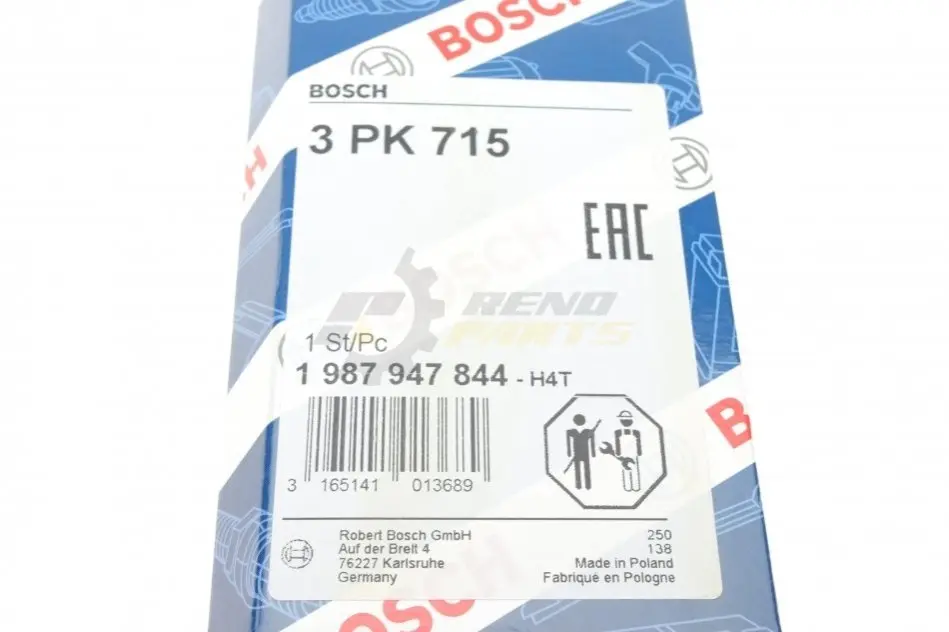 BOSCH
BOSCH
3 PK 715
BOSCH
EAC
BOSCH
RENO
PARTS
1 St/Pc
1 987 947 844 - H4T
3 165141 013689
Robert Bosch GmbH
Auf der Breit 4
76227 Karlsruhe
Germany
250
138
Made in Poland
Fabriqué en Pologne